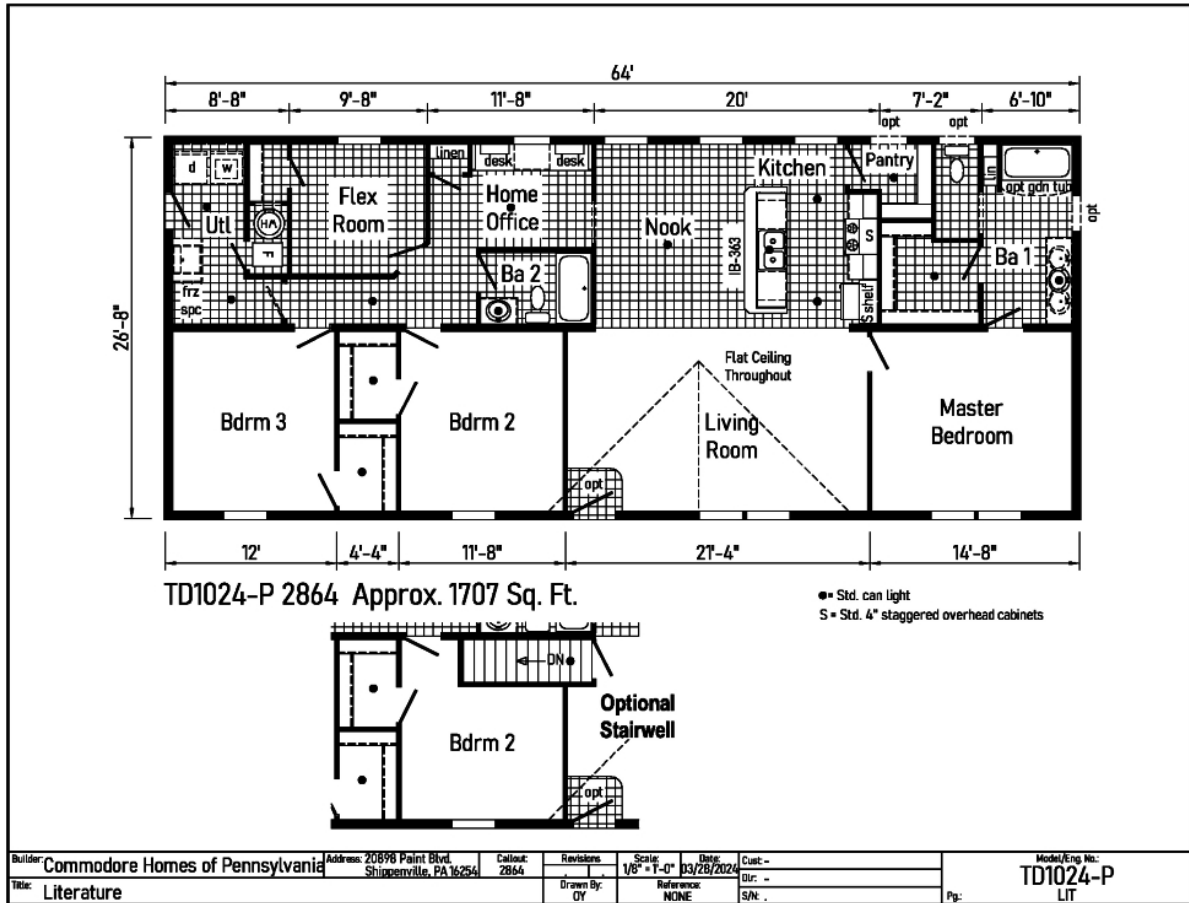 64'
8'-8" 9'-8" 11'-8" 20' 7'-2" 6'-10"
opt opt
26'-8"
d w
linen
desk desk
Kitchen
Pantry
lin
opt gdn tub
opt
Flex
Room
Home
Office
Utl
WH
F
Nook
IB-363
S
Ba 2
Ba 1
frz
spc
S shelf
Bdrm 3
Bdrm 2
Flat Ceiling
Throughout
Living
Room
Master
Bedroom
opt
12' 4'-4" 11'-8" 21'-4" 14'-8"
TD1024-P 2864 Approx. 1707 Sq. Ft.
●= Std. can light
S = Std. 4" staggered overhead cabinets
DN
Optional
Stairwell
Bdrm 2
opt
Builder: Commodore Homes of Pennsylvania
Address: 20898 Paint Blvd.
Shippenville, PA 16254
Callout:
2864
Revisions
Scale:
1/8" = 1'-0"
Date:
03/28/2024
Cust: -
Model/Eng. No.:
TD1024-P
Title: Literature
Drawn By:
OY
Reference:
NONE
Dlr: -
S/N: .
Pg.: LIT